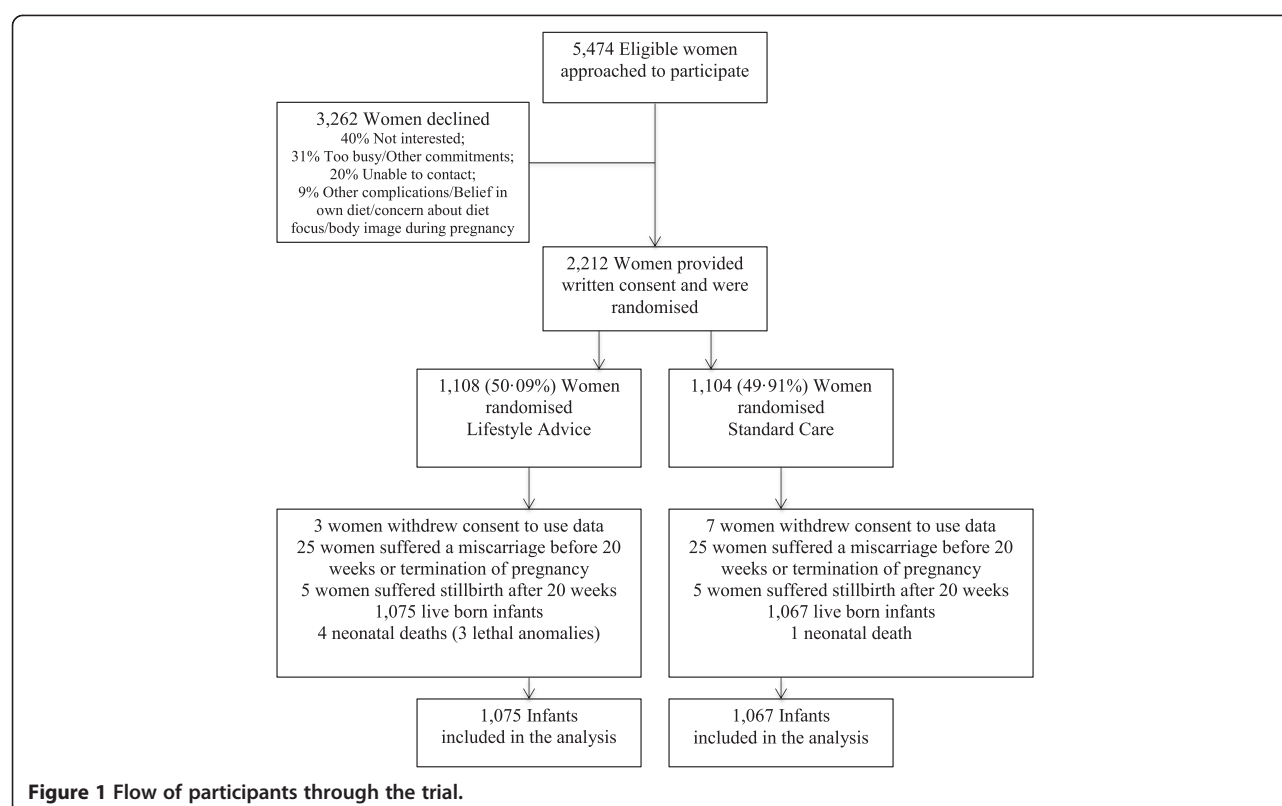 5,474 Eligible women
approached to participate
3,262 Women declined
40% Not interested;
31% Too busy/Other commitments;
20% Unable to contact;
9% Other complications/Belief in
own diet/concern about diet
focus/body image during pregnancy
2,212 Women provided
written consent and were
randomised
1,108 (50·09%) Women
randomised
Lifestyle Advice
1,104 (49·91%) Women
randomised
Standard Care
3 women withdrew consent to use data
25 women suffered a miscarriage before 20
weeks or termination of pregnancy
5 women suffered stillbirth after 20 weeks
1,075 live born infants
4 neonatal deaths (3 lethal anomalies)
7 women withdrew consent to use data
25 women suffered a miscarriage before 20
weeks or termination of pregnancy
5 women suffered stillbirth after 20 weeks
1,067 live born infants
1 neonatal death
1,075 Infants
included in the analysis
1,067 Infants
included in the analysis
Figure 1 Flow of participants through the trial.